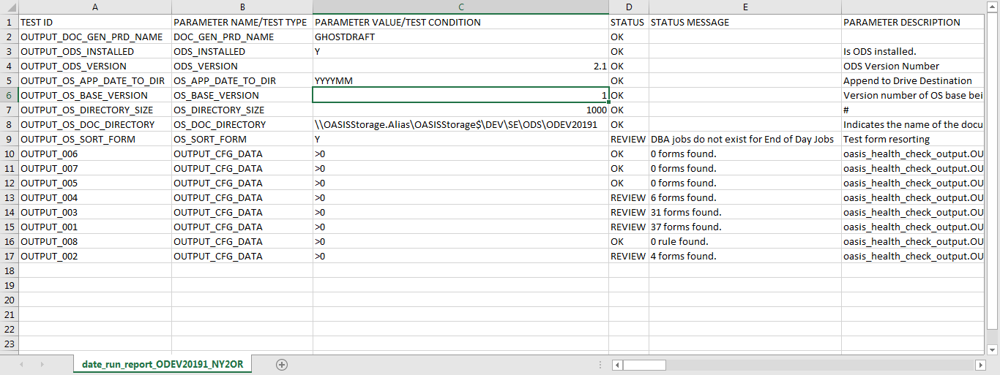 A B C D E
1 TEST ID PARAMETER NAME/TEST TYPE PARAMETER VALUE/TEST CONDITION STATUS STATUS MESSAGE PARAMETER DESCRIPTION
2 OUTPUT_DOC_GEN_PRD_NAME DOC_GEN_PRD_NAME GHOSTDRAFT OK
3 OUTPUT_ODS_INSTALLED ODS_INSTALLED Y OK Is ODS installed.
4 OUTPUT_ODS_VERSION ODS_VERSION 2.1 OK ODS Version Number
5 OUTPUT_OS_APP_DATE_TO_DIR OS_APP_DATE_TO_DIR YYYYMM OK Append to Drive Destination
6 OUTPUT_OS_BASE_VERSION OS_BASE_VERSION 1 OK Version number of OS base bei
7 OUTPUT_OS_DIRECTORY_SIZE OS_DIRECTORY_SIZE 1000 OK #
8 OUTPUT_OS_DOC_DIRECTORY OS_DOC_DIRECTORY \\OASISStorage.Alias\OASISStorage$\DEV\SE\ODS\ODEV20191 OK Indicates the name of the docu
9 OUTPUT_OS_SORT_FORM OS_SORT_FORM Y REVIEW DBA jobs do not exist for End of Day Jobs Test form resorting
10 OUTPUT_006 OUTPUT_CFG_DATA >0 OK 0 forms found. oasis_health_check_output.OU
11 OUTPUT_007 OUTPUT_CFG_DATA >0 OK 0 forms found. oasis_health_check_output.OU
12 OUTPUT_005 OUTPUT_CFG_DATA >0 OK 0 forms found. oasis_health_check_output.OU
13 OUTPUT_004 OUTPUT_CFG_DATA >0 REVIEW 6 forms found. oasis_health_check_output.OU
14 OUTPUT_003 OUTPUT_CFG_DATA >0 REVIEW 31 forms found. oasis_health_check_output.OU
15 OUTPUT_001 OUTPUT_CFG_DATA >0 REVIEW 37 forms found. oasis_health_check_output.OU
16 OUTPUT_008 OUTPUT_CFG_DATA >0 OK 0 rule found. oasis_health_check_output.OU
17 OUTPUT_002 OUTPUT_CFG_DATA >0 REVIEW 4 forms found. oasis_health_check_output.OU
18
19
20
21
22
23
date_run_report_ODEV20191_NY2OR